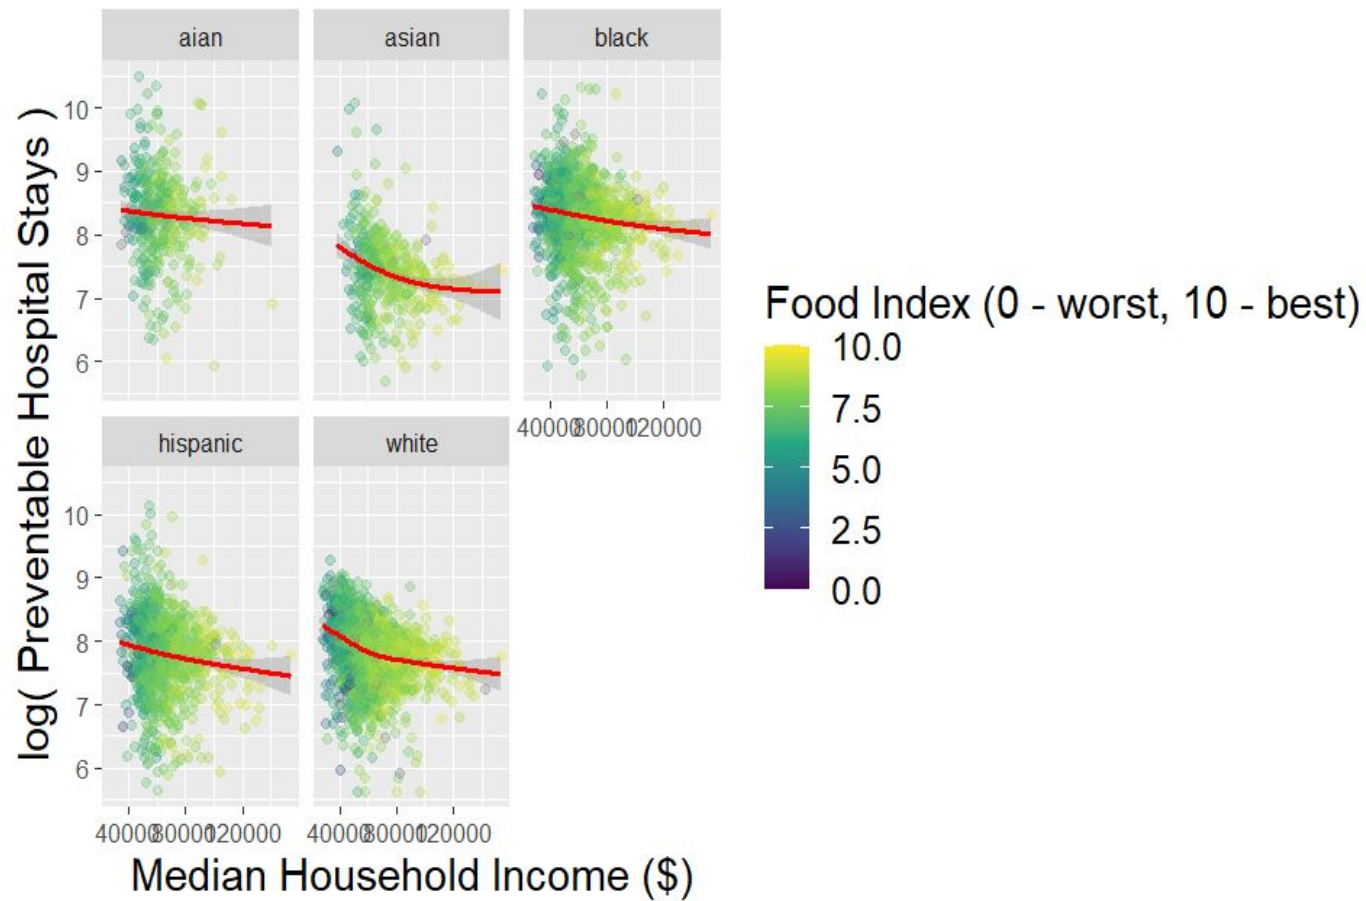 aian
asian
black
10
9
8
7
6
40000 80000 120000
hispanic
white
10
9
8
7
6
40000 80000 120000
40000 80000 120000
log( Preventable Hospital Stays )
Median Household Income ($)
Food Index (0 - worst, 10 - best)
10.0
7.5
5.0
2.5
0.0